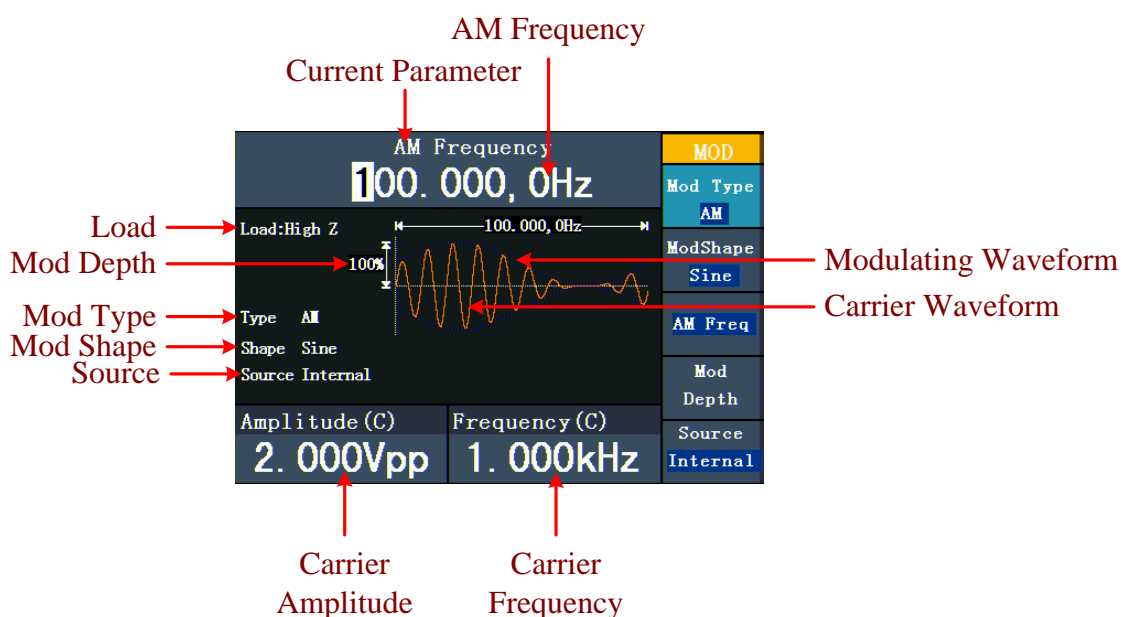 AM Frequency
Current Parameter
AM Frequency
100.000,0Hz
MOD
Mod Type
AM
ModShape
Sine
AM Freq
Mod
Depth
Source
Internal
Load
Mod Depth
Mod Type
Mod Shape
Source
Load:High Z
100.000,0Hz
100%
Type AM
Shape Sine
Source Internal
Modulating Waveform
Carrier Waveform
Amplitude(C)
2.000Vpp
Frequency(C)
1.000kHz
Carrier
Amplitude
Carrier
Frequency